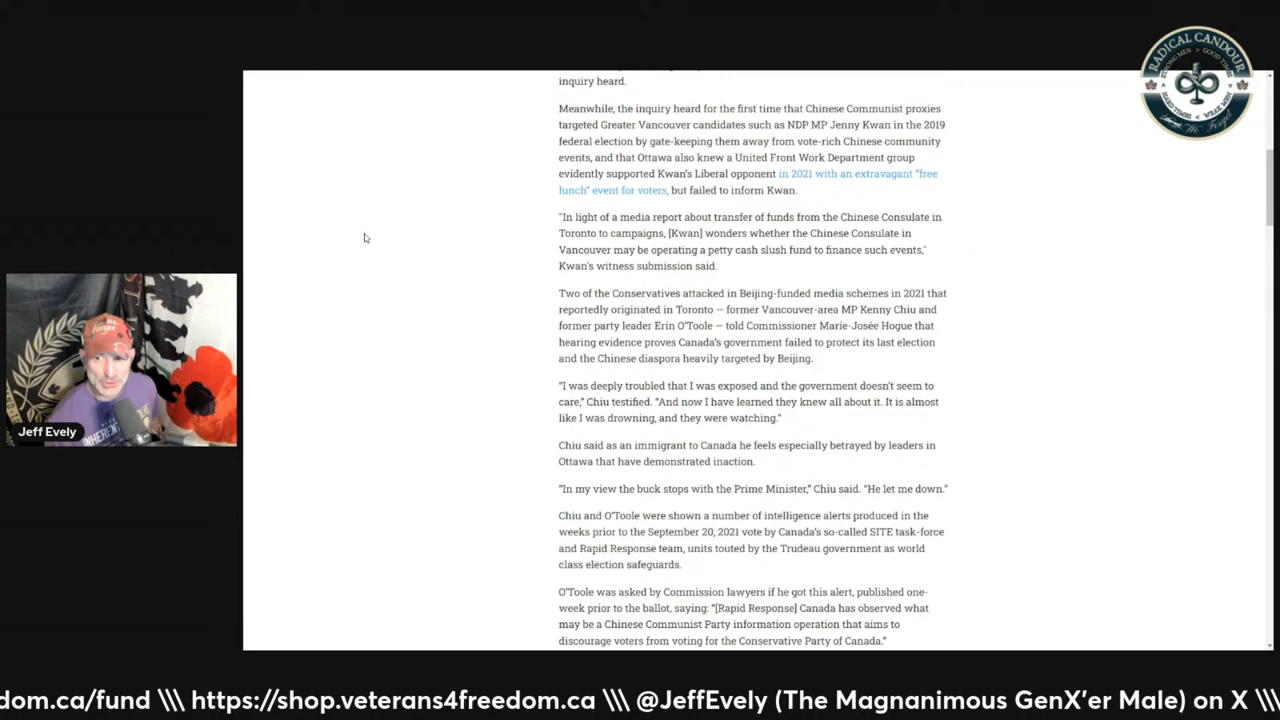 RADICAL CANDOUR
STRONG MEN > GOOD TIMES
inquiry heard.
Meanwhile, the inquiry heard for the first time that Chinese Communist proxies
targeted Greater Vancouver candidates such as NDP MP Jenny Kwan in the 2019
federal election by gate-keeping them away from vote-rich Chinese community
events, and that Ottawa also knew a United Front Work Department group
evidently supported Kwan's Liberal opponent in 2021 with an extravagant "free
lunch" event for voters, but failed to inform Kwan.
"In light of a media report about transfer of funds from the Chinese Consulate in
Toronto to campaigns, [Kwan] wonders whether the Chinese Consulate in
Vancouver may be operating a petty cash slush fund to finance such events,"
Kwan's witness submission said.
Two of the Conservatives attacked in Beijing-funded media schemes in 2021 that
reportedly originated in Toronto — former Vancouver-area MP Kenny Chiu and
former party leader Erin O'Toole — told Commissioner Marie-Josée Hogue that
hearing evidence proves Canada's government failed to protect its last election
and the Chinese diaspora heavily targeted by Beijing.
"I was deeply troubled that I was exposed and the government doesn't seem to
care," Chiu testified. "And now I have learned they knew all about it. It is almost
like I was drowning, and they were watching."
Chiu said as an immigrant to Canada he feels especially betrayed by leaders in
Ottawa that have demonstrated inaction.
"In my view the buck stops with the Prime Minister," Chiu said. "He let me down."
Chiu and O'Toole were shown a number of intelligence alerts produced in the
weeks prior to the September 20, 2021 vote by Canada's so-called SITE task-force
and Rapid Response team, units touted by the Trudeau government as world
class election safeguards.
O'Toole was asked by Commission lawyers if he got this alert, published one-
week prior to the ballot, saying: "[Rapid Response] Canada has observed what
may be a Chinese Communist Party information operation that aims to
discourage voters from voting for the Conservative Party of Canada."
Jeff Evely
dom.ca/fund \\\ https://shop.veterans4freedom.ca \\\ @JeffEvely (The Magnanimous GenX'er Male) on X \\\